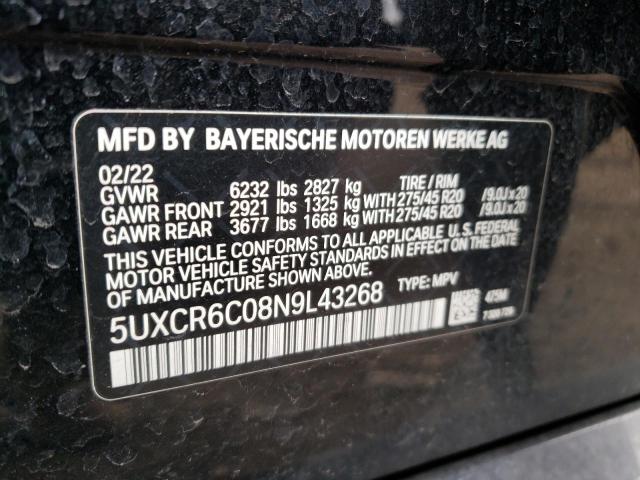 MFD BY BAYERISCHE MOTOREN WERKE AG
02/22 TIRE / RIM
GVWR 6232 lbs 2827 kg
GAWR FRONT 2921 lbs 1325 kg WITH 275/45 R20 /9.0J x 20
GAWR REAR 3677 lbs 1668 kg WITH 275/45 R20 /9.0J x 20
THIS VEHICLE CONFORMS TO ALL APPLICABLE U.S. FEDERAL
MOTOR VEHICLE SAFETY STANDARDS IN EFFECT ON THE DATE
OF MANUFACTURE SHOWN ABOVE.
5UXCR6C08N9L43268 TYPE: MPV
475M